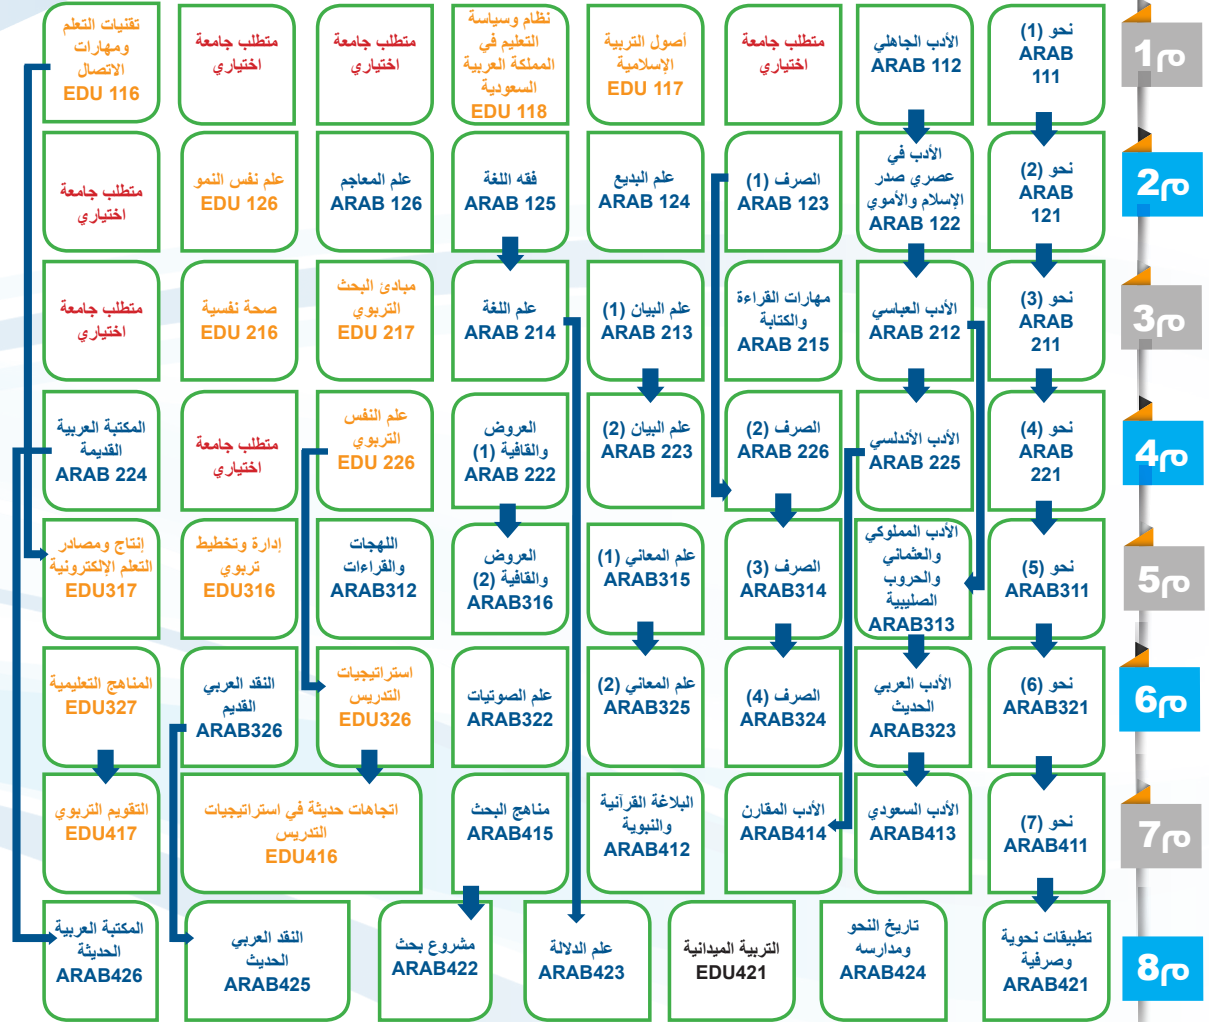 م1
نحو (1)
ARAB
111
الأدب الجاهلي
ARAB 112
متطلب جامعة
اختياري
أصول التربية
الإسلامية
EDU 117
نظام وسياسة
التعليم في
المملكة العربية
السعودية
EDU 118
متطلب جامعة
اختياري
متطلب جامعة
اختياري
تقنيات التعلم
ومهارات
الاتصال
EDU 116
م2
نحو (2)
ARAB
121
الأدب في
عصري صدر
الإسلام والأموي
ARAB 122
الصرف (1)
ARAB 123
علم البديع
ARAB 124
فقه اللغة
ARAB 125
علم المعاجم
ARAB 126
علم نفس النمو
EDU 126
متطلب جامعة
اختياري
م3
نحو (3)
ARAB
211
الأدب العباسي
ARAB 212
مهارات القراءة
والكتابة
ARAB 215
علم البيان (1)
ARAB 213
علم اللغة
ARAB 214
مبادئ البحث
التربوي
EDU 217
صحة نفسية
EDU 216
متطلب جامعة
اختياري
م4
نحو (4)
ARAB
221
الأدب الأندلسي
ARAB 225
الصرف (2)
ARAB 226
علم البيان (2)
ARAB 223
العروض
والقافية (1)
ARAB 222
علم النفس
التربوي
EDU 226
متطلب جامعة
اختياري
المكتبة العربية
القديمة
ARAB 224
م5
نحو (5)
ARAB311
الأدب المملوكي
والعثماني
والحروب
الصليبية
ARAB313
الصرف (3)
ARAB314
علم المعاني (1)
ARAB315
العروض
والقافية (2)
ARAB316
اللهجات
والقراءات
ARAB312
إدارة وتخطيط
تربوي
EDU316
إنتاج ومصادر
التعلم الإلكترونية
EDU317
م6
نحو (6)
ARAB321
الأدب العربي
الحديث
ARAB323
الصرف (4)
ARAB324
علم المعاني (2)
ARAB325
علم الصوتيات
ARAB322
استراتيجيات
التدريس
EDU326
النقد العربي
القديم
ARAB326
المناهج التعليمية
EDU327
م7
نحو (7)
ARAB411
الأدب السعودي
ARAB413
الأدب المقارن
ARAB414
البلاغة القرآنية
والنبوية
ARAB412
مناهج البحث
ARAB415
اتجاهات حديثة في استراتيجيات
التدريس
EDU416
التقويم التربوي
EDU417
م8
تطبيقات نحوية
وصرفية
ARAB421
تاريخ النحو
ومدارسه
ARAB424
التربية الميدانية
EDU421
علم الدلالة
ARAB423
مشروع بحث
ARAB422
النقد العربي
الحديث
ARAB425
المكتبة العربية
الحديثة
ARAB426